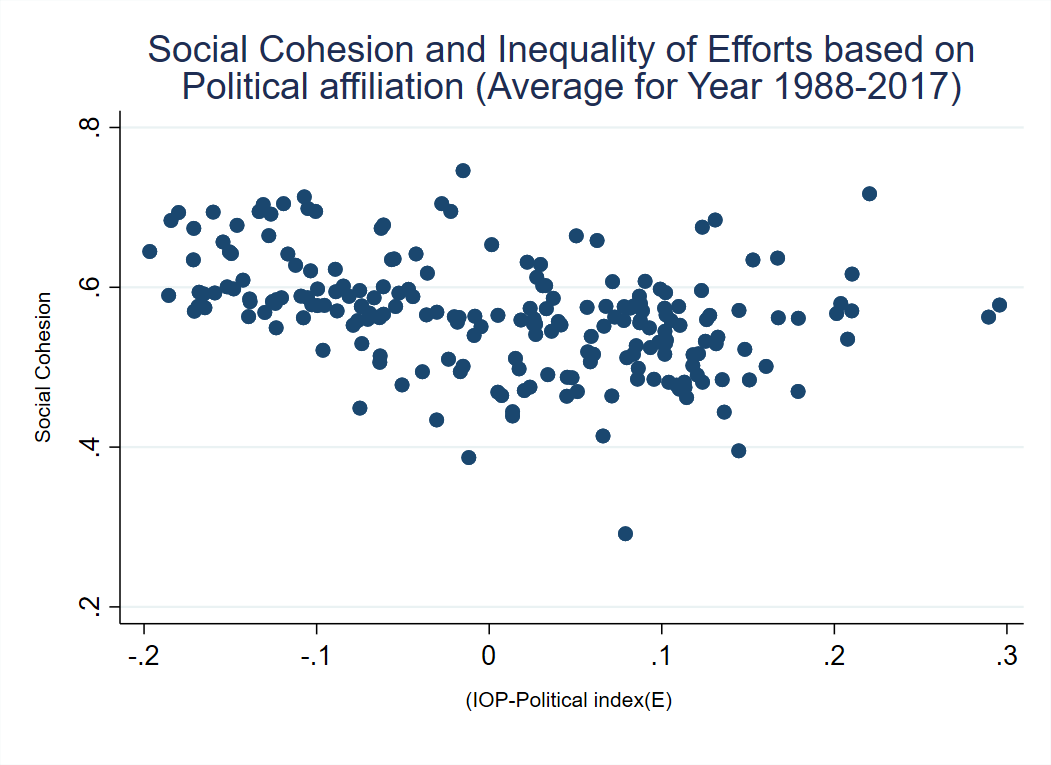 Social Cohesion and Inequality of Efforts based on
Political affiliation (Average for Year 1988-2017)
.8
.6
.4
.2
Social Cohesion
-.2
-.1
0
.1
.2
.3
(IOP-Political index(E)